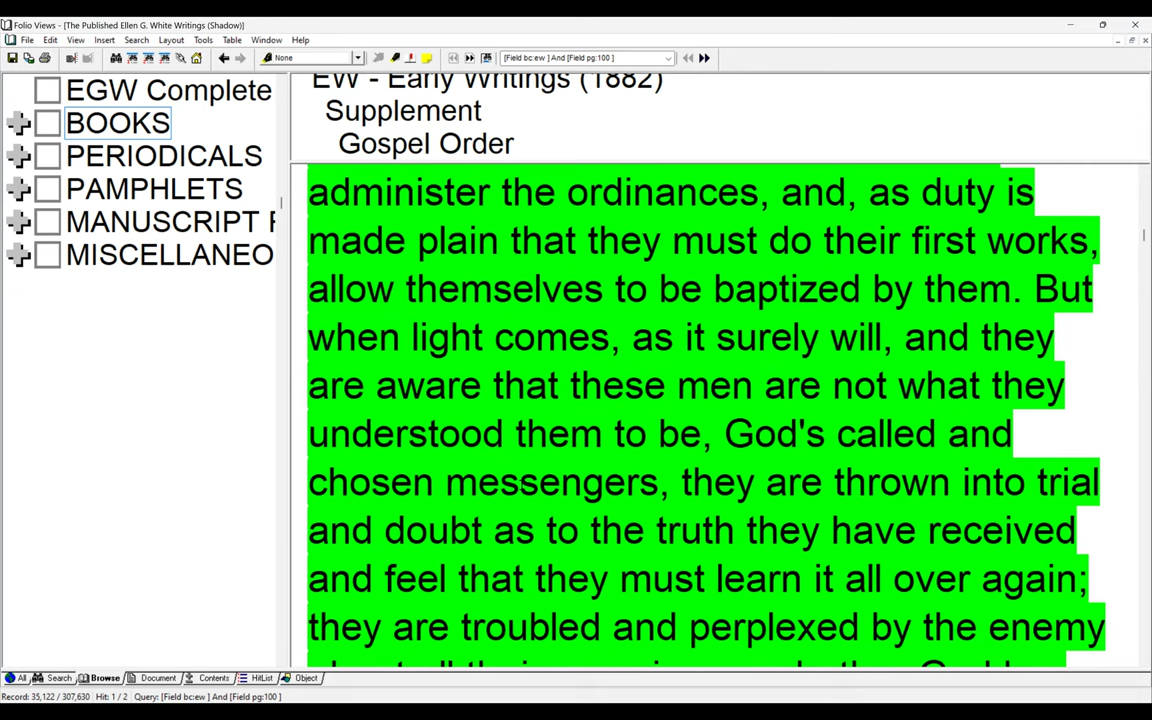 Folio Views - [The Published Ellen G. White Writings (Shadow)]
File Edit View Insert Search Layout Tools Table Window Help
None
[Field bc:ew ] And [Field pg:100 ]
EGW Complete
BOOKS
PERIODICALS
PAMPHLETS
MANUSCRIPT
MISCELLANEO
EW - Early Writings (1882)
Supplement
Gospel Order
administer the ordinances, and, as duty is
made plain that they must do their first works,
allow themselves to be baptized by them. But
when light comes, as it surely will, and they
are aware that these men are not what they
understood them to be, God's called and
chosen messengers, they are thrown into trial
and doubt as to the truth they have received
and feel that they must learn it all over again;
they are troubled and perplexed by the enemy
All Search Browse Document Contents HitList Object
Record: 35,122 / 307,630 Hit: 1 / 2 Query: [Field bc:ew ] And [Field pg:100 ]